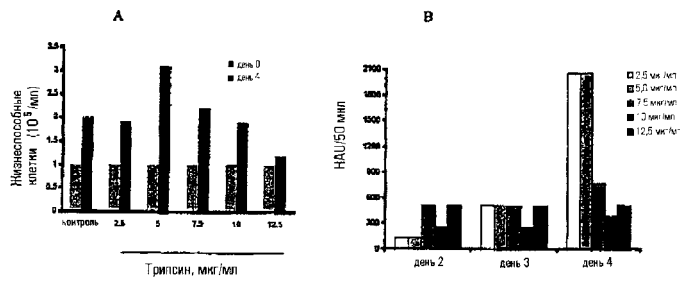 А
В
3.5
3
2.5
2
1.5
1
0.5
0
Жизнеспособные
клетки (10⁵/мл)
день 0
день 4
контроль 2.5 5 7.5 10 12.5
Трипсин, мкг/мл
2100
1800
1500
1200
900
600
300
0
HAU/50 мкл
2,5 мкг/мл
5,0 мкг/мл
7,5 мкг/мл
10 мкг/мл
12,5 мкг/мл
день 2 день 3 день 4